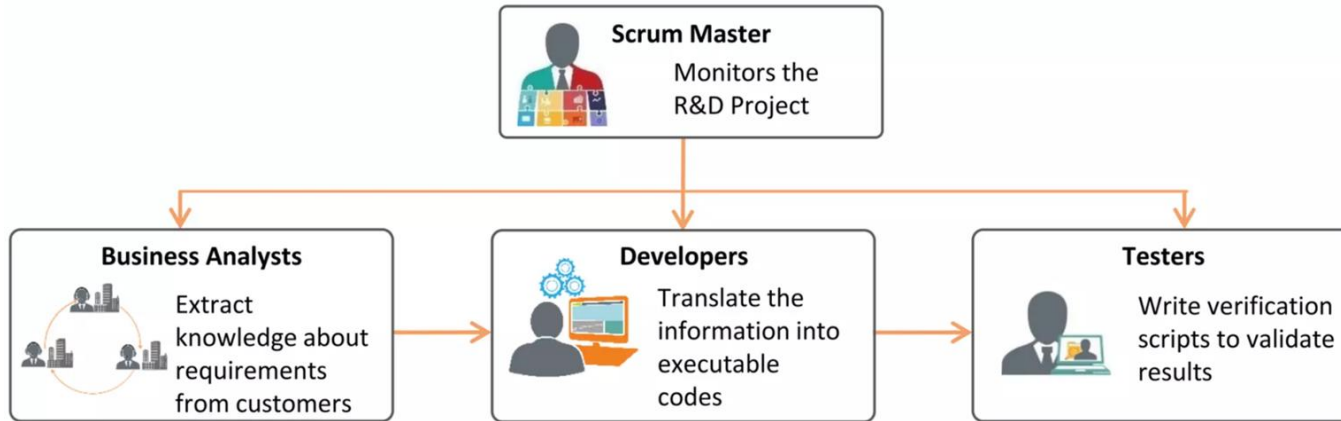 Scrum Master
Monitors the
R&D Project
Business Analysts
Extract
knowledge about
requirements
from customers
Developers
Translate the
information into
executable
codes
Testers
Write verification
scripts to validate
results